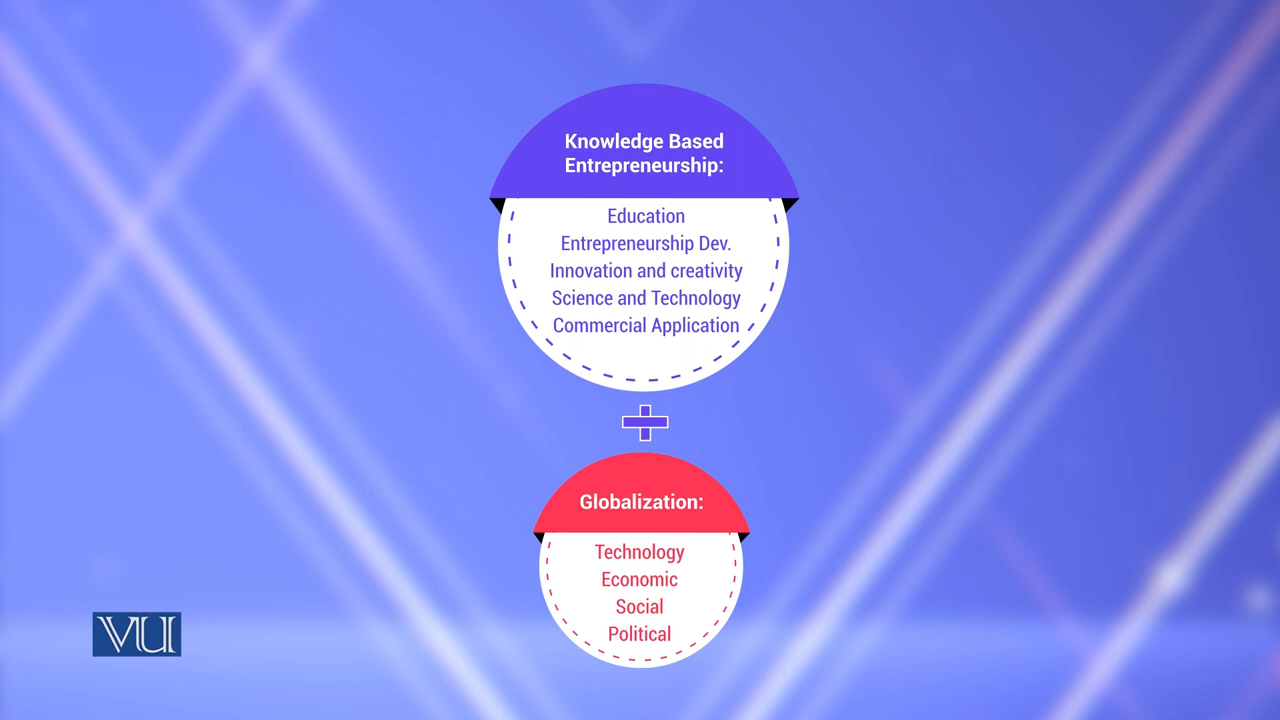 Knowledge Based
Entrepreneurship:
Education
Entrepreneurship Dev.
Innovation and creativity
Science and Technology
Commercial Application
Globalization:
Technology
Economic
Social
Political
VU